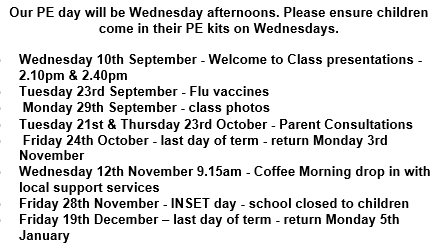 Our PE day will be Wednesday afternoons. Please ensure children
come in their PE kits on Wednesdays.
Wednesday 10th September - Welcome to Class presentations -
2.10pm & 2.40pm
Tuesday 23rd September - Flu vaccines
Monday 29th September - class photos
Tuesday 21st & Thursday 23rd October - Parent Consultations
Friday 24th October - last day of term - return Monday 3rd
November
Wednesday 12th November 9.15am - Coffee Morning drop in with
local support services
Friday 28th November - INSET day - school closed to children
Friday 19th December – last day of term - return Monday 5th
January